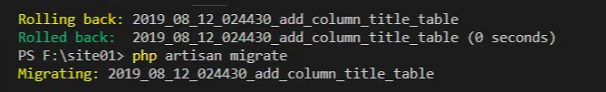 Rolling back: 2019_08_12_024430_add_column_title_table
Rolled back:  2019_08_12_024430_add_column_title_table (0 seconds)
PS F:\site01> php artisan migrate
Migrating: 2019_08_12_024430_add_column_title_table